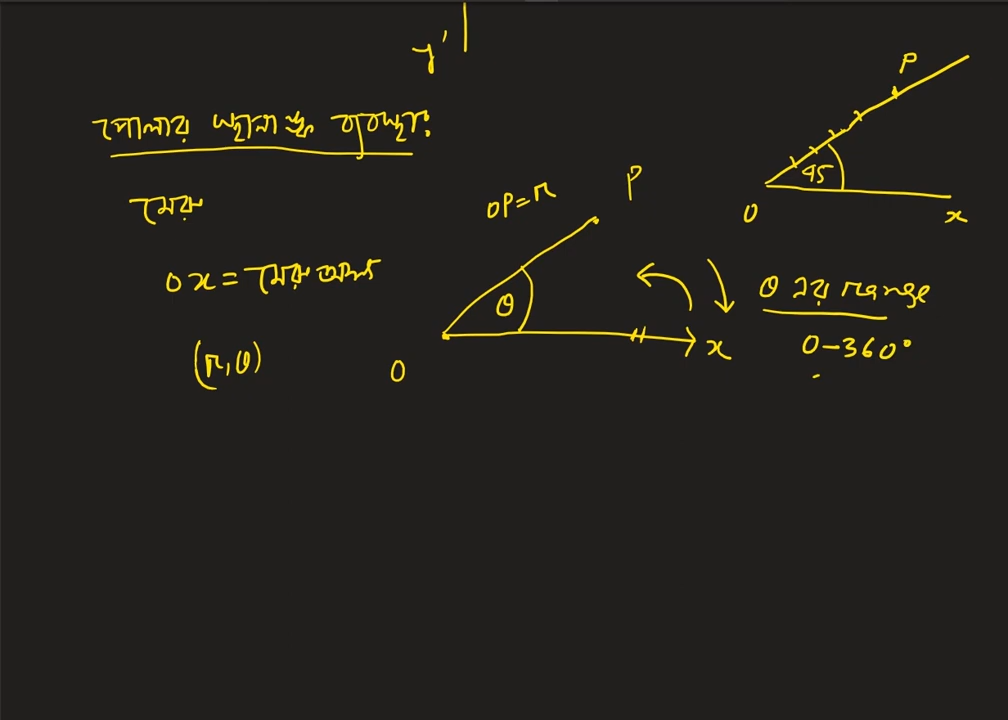 y'
পোলার স্থানাঙ্ক ব্যবস্থা:
মেরু
OP = r
P
P
45
O
x
Ox = মেরু অক্ষ
θ
θ এর range
x
0-360°
(r, θ)
O